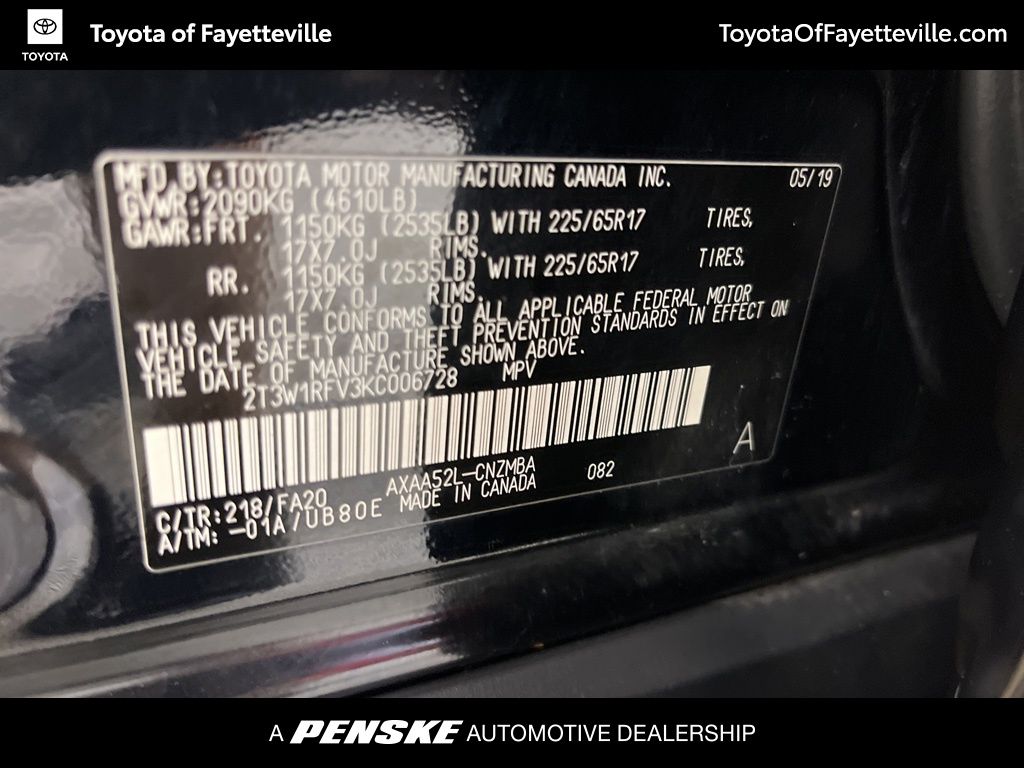 TOYOTA
Toyota of Fayetteville
ToyotaOfFayetteville.com
MFD BY:TOYOTA MOTOR MANUFACTURING CANADA INC. 05/19
GVWR:2090KG (4610LB)
GAWR:FRT. 1150KG (2535LB) WITH 225/65R17 TIRES,
17X7.0J RIMS.
RR. 1150KG (2535LB) WITH 225/65R17 TIRES,
17X7.0J RIMS.
THIS VEHICLE CONFORMS TO ALL APPLICABLE FEDERAL MOTOR
VEHICLE SAFETY AND THEFT PREVENTION STANDARDS IN EFFECT ON
THE DATE OF MANUFACTURE SHOWN ABOVE.
2T3W1RFV3KC006728 MPV
A
AXAA52L-CNZMBA 082
C/TR:218/FA20 MADE IN CANADA
A/TM: -01A/UB80E
A PENSKE AUTOMOTIVE DEALERSHIP